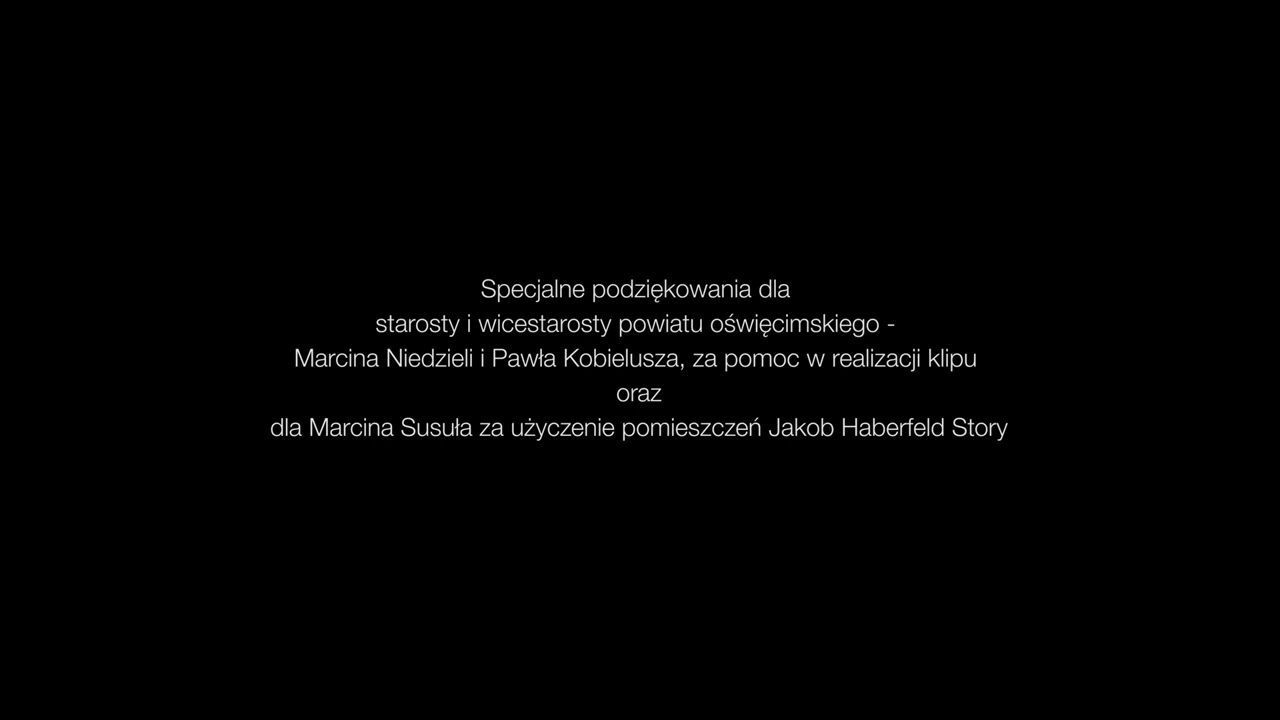 Specjalne podziękowania dla
starosty i wicestarosty powiatu oświęcimskiego -
Marcina Niedzieli i Pawła Kobielusza, za pomoc w realizacji klipu
oraz
dla Marcina Susuła za użyczenie pomieszczeń Jakob Haberfeld Story